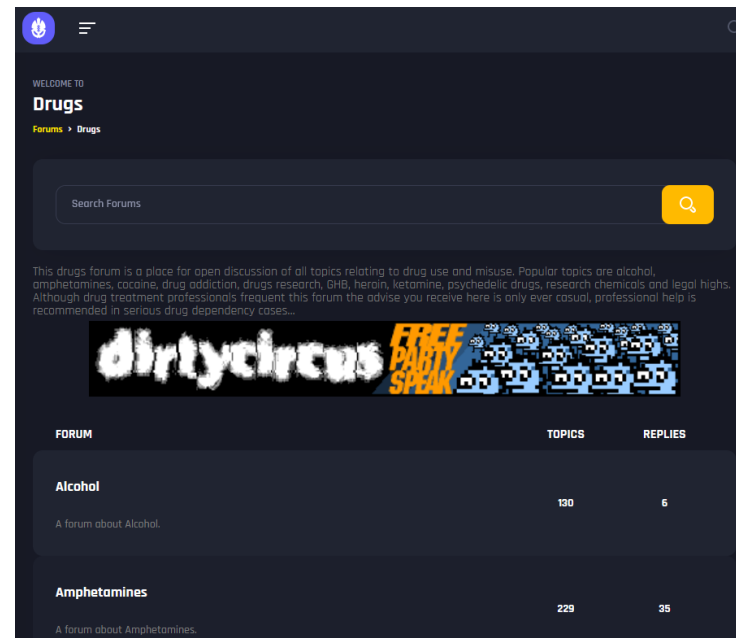 WELCOME TO
Drugs
Forums > Drugs
Search Forums
This drugs forum is a place for open discussion of all topics relating to drug use and misuse. Popular topics are alcohol,
amphetamines, cocaine, drug addiction, drugs research, GHB, heroin, ketamine, psychedelic drugs, research chemicals and legal highs.
Although drug treatment professionals frequent this forum the advise you receive here is only ever casual, professional help is
recommended in serious drug dependency cases...
dirtycircus FREE
PARTY
SPEAK
FORUM TOPICS REPLIES
Alcohol
130 6
A forum about Alcohol.
Amphetamines
229 35
A forum about Amphetamines.